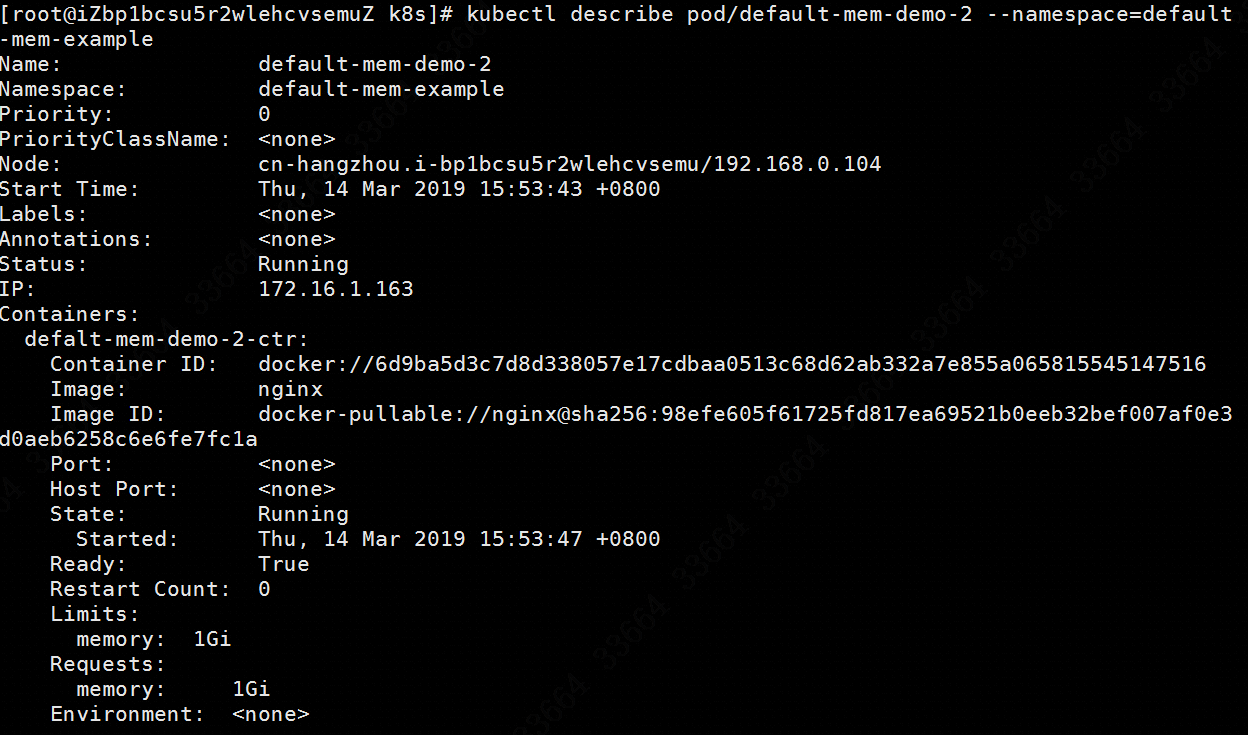 [root@iZbp1bcsu5r2wlehcvsemuZ k8s]# kubectl describe pod/default-mem-demo-2 --namespace=default
-mem-example
Name:               default-mem-demo-2
Namespace:          default-mem-example
Priority:           0
PriorityClassName:  <none>
Node:               cn-hangzhou.i-bp1bcsu5r2wlehcvsemu/192.168.0.104
Start Time:         Thu, 14 Mar 2019 15:53:43 +0800
Labels:             <none>
Annotations:        <none>
Status:             Running
IP:                 172.16.1.163
Containers:
  defalt-mem-demo-2-ctr:
    Container ID:   docker://6d9ba5d3c7d8d338057e17cdbaa0513c68d62ab332a7e855a065815545147516
    Image:          nginx
    Image ID:       docker-pullable://nginx@sha256:98efe605f61725fd817ea69521b0eeb32bef007af0e3
d0aeb6258c6e6fe7fc1a
    Port:           <none>
    Host Port:      <none>
    State:          Running
      Started:      Thu, 14 Mar 2019 15:53:47 +0800
    Ready:          True
    Restart Count:  0
    Limits:
      memory:  1Gi
    Requests:
      memory:     1Gi
    Environment:  <none>
33664 33664 33664